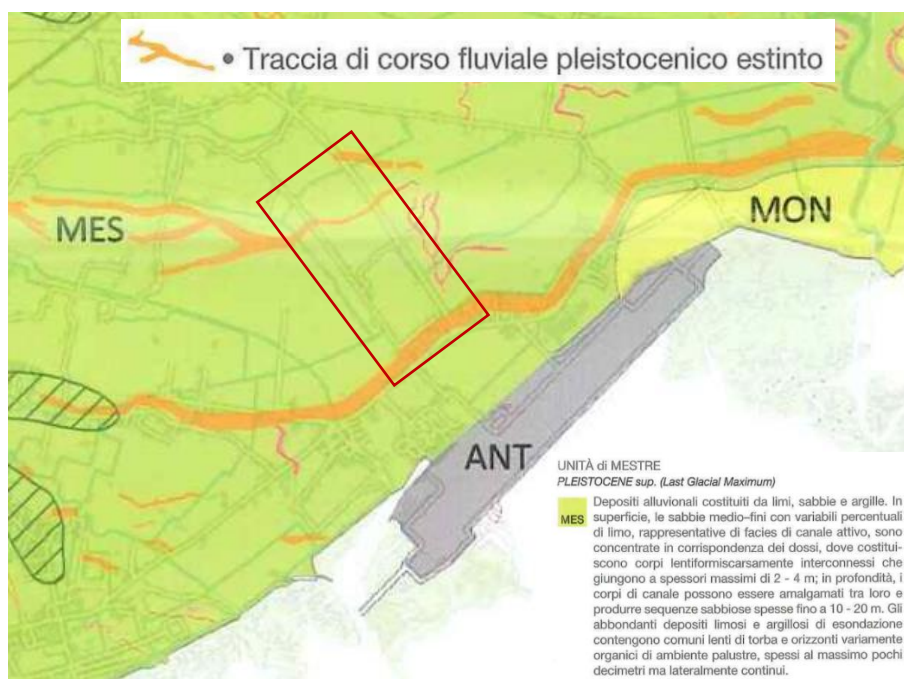 • Traccia di corso fluviale pleistocenico estinto
MES
MON
ANT
UNITÀ di MESTRE
PLEISTOCENE sup. (Last Glacial Maximum)
MES
Depositi alluvionali costituiti da limi, sabbie e argille. In
superficie, le sabbie medio–fini con variabili percentuali
di limo, rappresentative di facies di canale attivo, sono
concentrate in corrispondenza dei dossi, dove costitui-
scono corpi lentiformiscarsamente interconnessi che
giungono a spessori massimi di 2 - 4 m; in profondità, i
corpi di canale possono essere amalgamati tra loro e
produrre sequenze sabbiose spesse fino a 10 - 20 m. Gli
abbondanti depositi limosi e argillosi di esondazione
contengono comuni lenti di torba e orizzonti variamente
organici di ambiente palustre, spessi al massimo pochi
decimetri ma lateralmente continui.